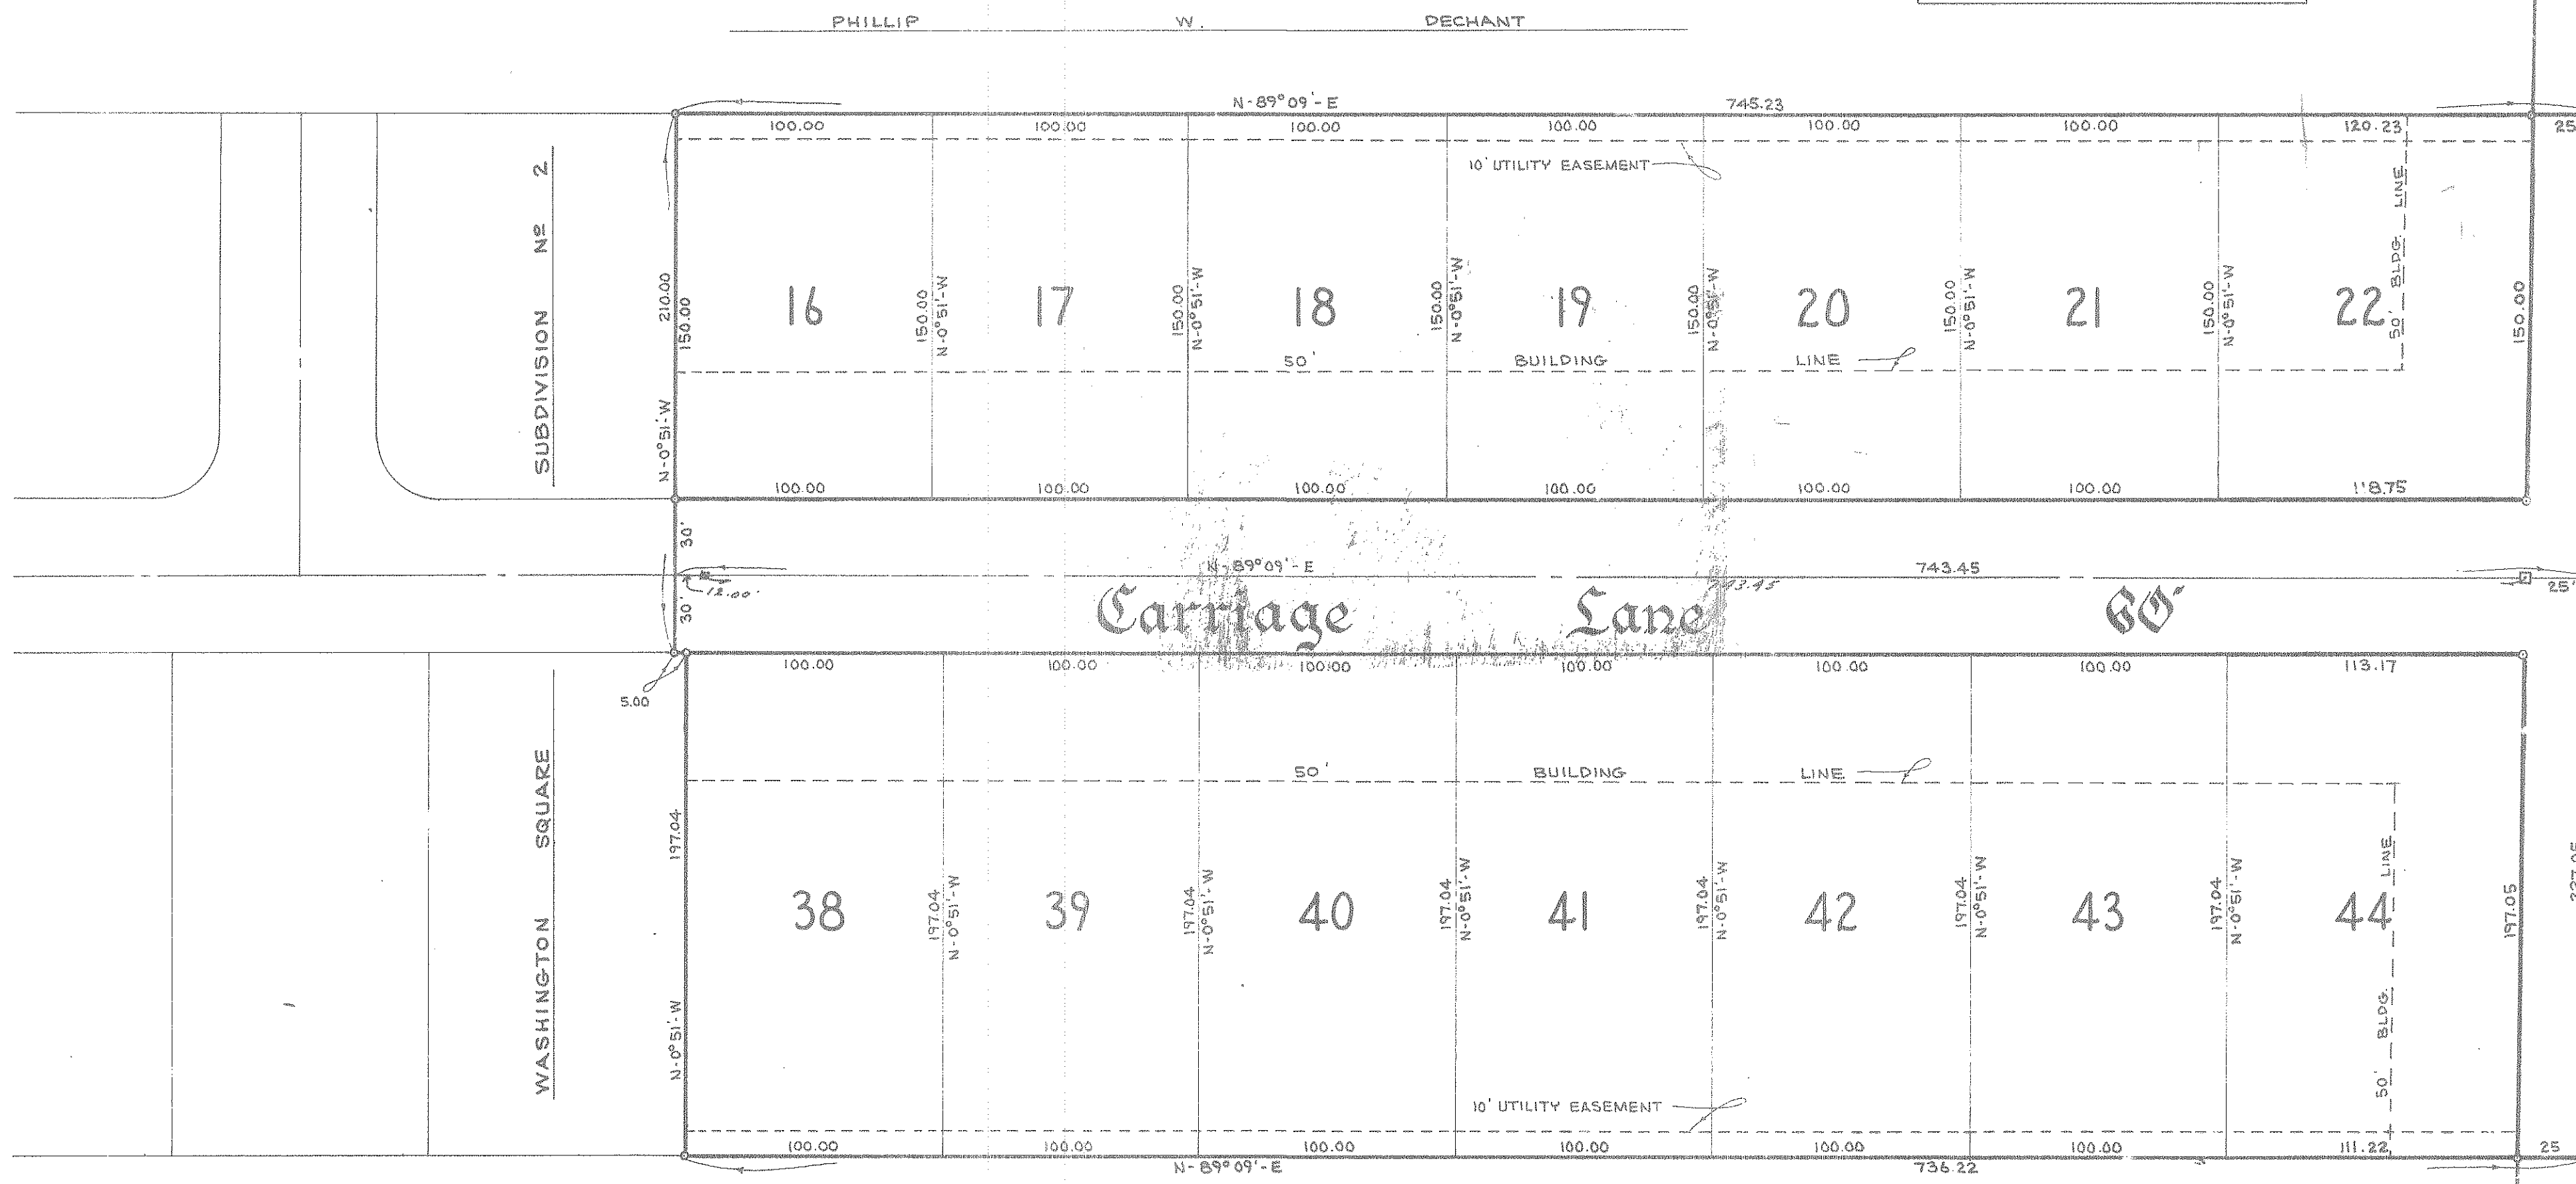 PHILLIP W. DECHANT
N-89°09'-E 745.23
100.00 100.00 100.00 100.00 100.00 100.00 120.23 25
10' UTILITY EASEMENT
SUBDIVISION Nº 2
210.00
N-0°51'-W
150.00
16
150.00
N-0°51'-W
17
150.00
N-0°51'-W
18
150.00
N-0°51'-W
19
150.00
N-0°51'-W
20
150.00
N-0°51'-W
21
150.00
N-0°51'-W
22
50' BLDG. LINE
150.00
50' BUILDING LINE
100.00 100.00 100.00 100.00 100.00 100.00 118.75
30'
N-89°09'-E 743.45
12.00'
743.45
25'
30'
Carriage Lane 60'
5.00
100.00 100.00 100.00 100.00 100.00 100.00 113.17
50' BUILDING LINE
WASHINGTON SQUARE
197.04
N-0°51'-W
38
197.04
N-0°51'-W
39
197.04
N-0°51'-W
40
197.04
N-0°51'-W
41
197.04
N-0°51'-W
42
197.04
N-0°51'-W
43
197.04
N-0°51'-W
44
50' BLDG. LINE
197.05
10' UTILITY EASEMENT
100.00 100.00 100.00 100.00 100.00 100.00 111.22 25
N-89°09'-E 736.22